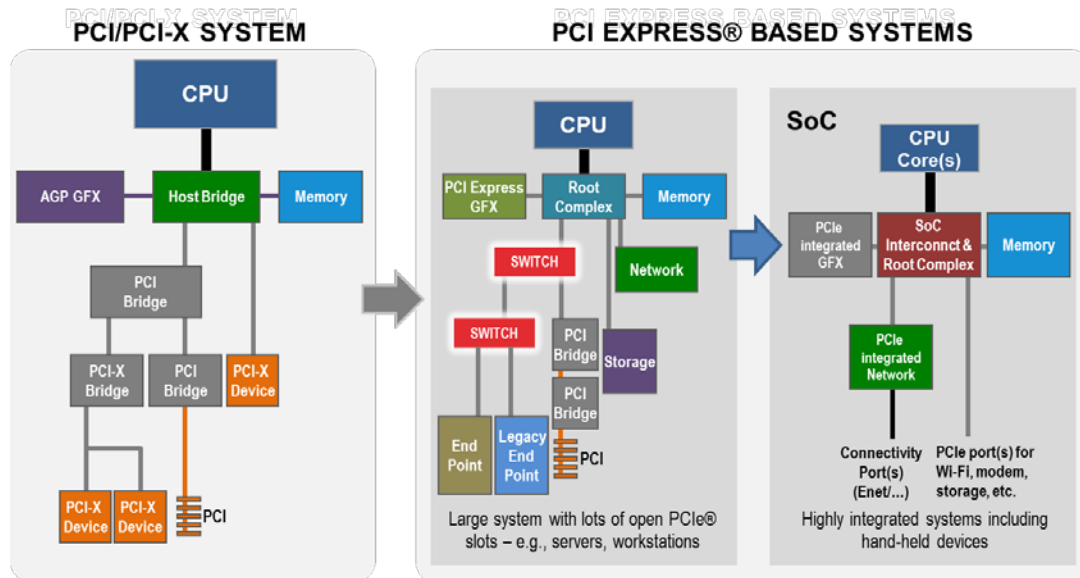 PCI/PCI-X SYSTEM
CPU
AGP GFX
Host Bridge
Memory
PCI
Bridge
PCI-X
Bridge
PCI
Bridge
PCI-X
Device
PCI-X
Device
PCI-X
Device
PCI
PCI EXPRESS® BASED SYSTEMS
CPU
PCI Express
GFX
Root
Complex
Memory
SWITCH
Network
SWITCH
PCI
Bridge
Storage
PCI
Bridge
End
Point
Legacy
End
Point
PCI
Large system with lots of open PCIe®
slots – e.g., servers, workstations
SoC
CPU
Core(s)
PCIe
integrated
GFX
SoC
Interconnct &
Root Complex
Memory
PCIe
integrated
Network
Connectivity
Port(s)
(Enet/...)
PCIe port(s) for
Wi-Fi, modem,
storage, etc.
Highly integrated systems including
hand-held devices